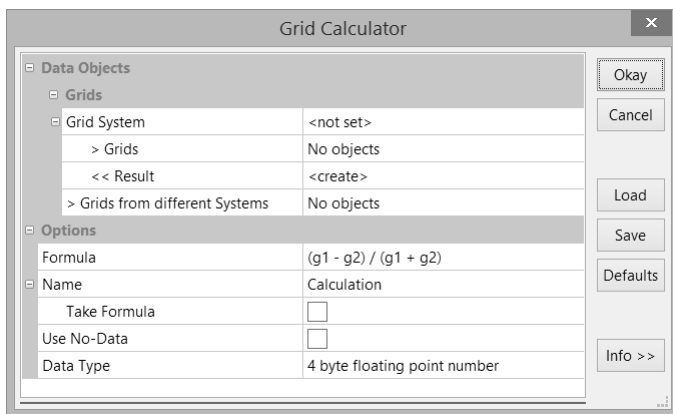 Grid Calculator
x
Data Objects
Grids
Grid System <not set>
> Grids No objects
<< Result <create>
> Grids from different Systems No objects
Options
Formula (g1 - g2) / (g1 + g2)
Name Calculation
Take Formula
Use No-Data
Data Type 4 byte floating point number
Okay
Cancel
Load
Save
Defaults
Info >>